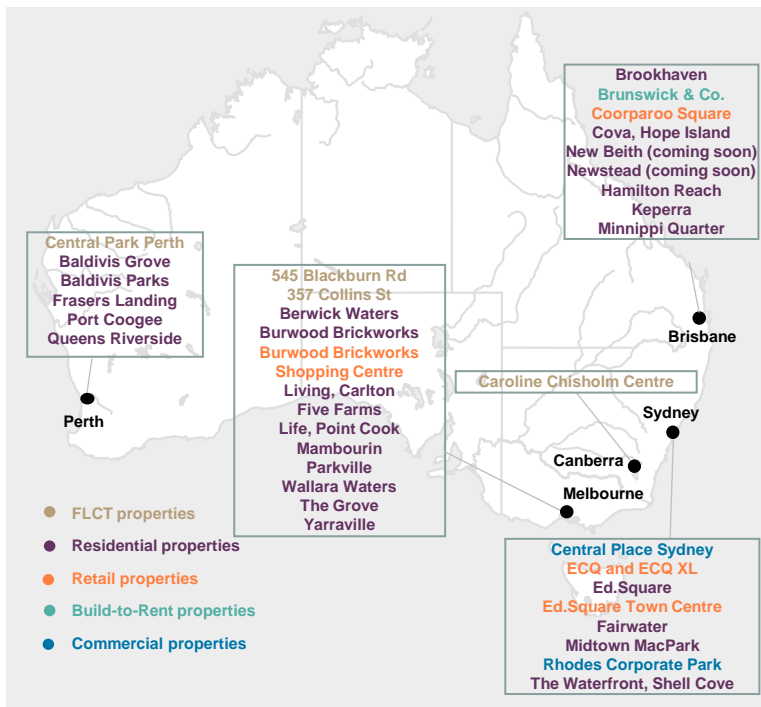 Brookhaven
Brunswick & Co.
Coorparoo Square
Cova, Hope Island
New Beith (coming soon)
Newstead (coming soon)
Hamilton Reach
Keperra
Minnippi Quarter
Brisbane
Central Park Perth
Baldivis Grove
Baldivis Parks
Frasers Landing
Port Coogee
Queens Riverside
Perth
545 Blackburn Rd
357 Collins St
Berwick Waters
Burwood Brickworks
Burwood Brickworks
Shopping Centre
Living, Carlton
Five Farms
Life, Point Cook
Mambourin
Parkville
Wallara Waters
The Grove
Yarraville
Caroline Chisholm Centre
Sydney
Canberra
Melbourne
FLCT properties
Residential properties
Retail properties
Build-to-Rent properties
Commercial properties
Central Place Sydney
ECQ and ECQ XL
Ed.Square
Ed.Square Town Centre
Fairwater
Midtown MacPark
Rhodes Corporate Park
The Waterfront, Shell Cove